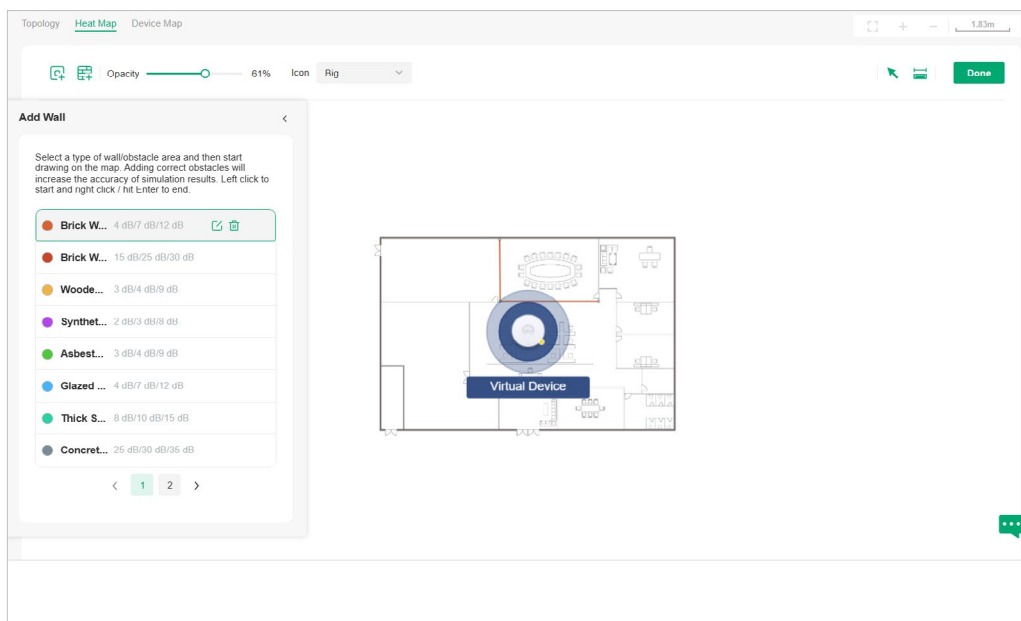 Topology Heat Map Device Map
1.83m
Opacity 61% Icon Big
Done
Add Wall
Select a type of wall/obstacle area and then start
drawing on the map. Adding correct obstacles will
increase the accuracy of simulation results. Left click to
start and right click / hit Enter to end.
Brick W... 4 dB/7 dB/12 dB
Brick W... 15 dB/25 dB/30 dB
Woode... 3 dB/4 dB/9 dB
Synthet... 2 dB/3 dB/8 dB
Asbest... 3 dB/4 dB/9 dB
Glazed ... 4 dB/7 dB/12 dB
Thick S... 8 dB/10 dB/15 dB
Concret... 25 dB/30 dB/35 dB
1 2
Virtual Device